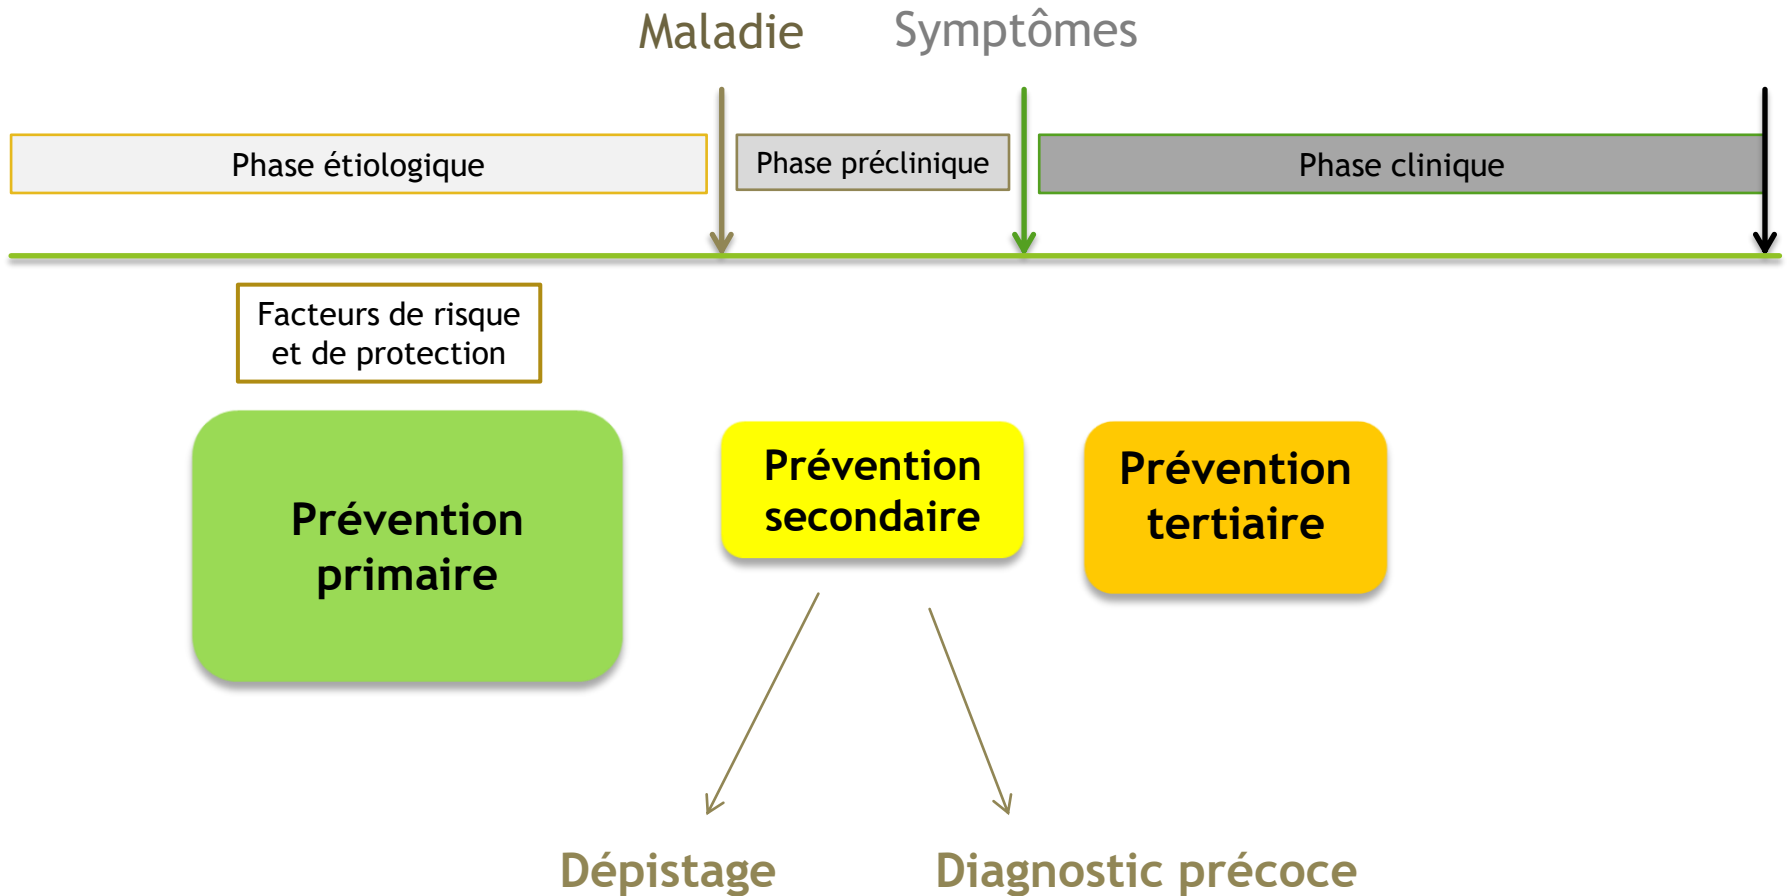 Maladie
Symptômes
Phase étiologique
Phase préclinique
Phase clinique
Facteurs de risque
et de protection
Prévention
primaire
Prévention
secondaire
Prévention
tertiaire
Dépistage
Diagnostic précoce